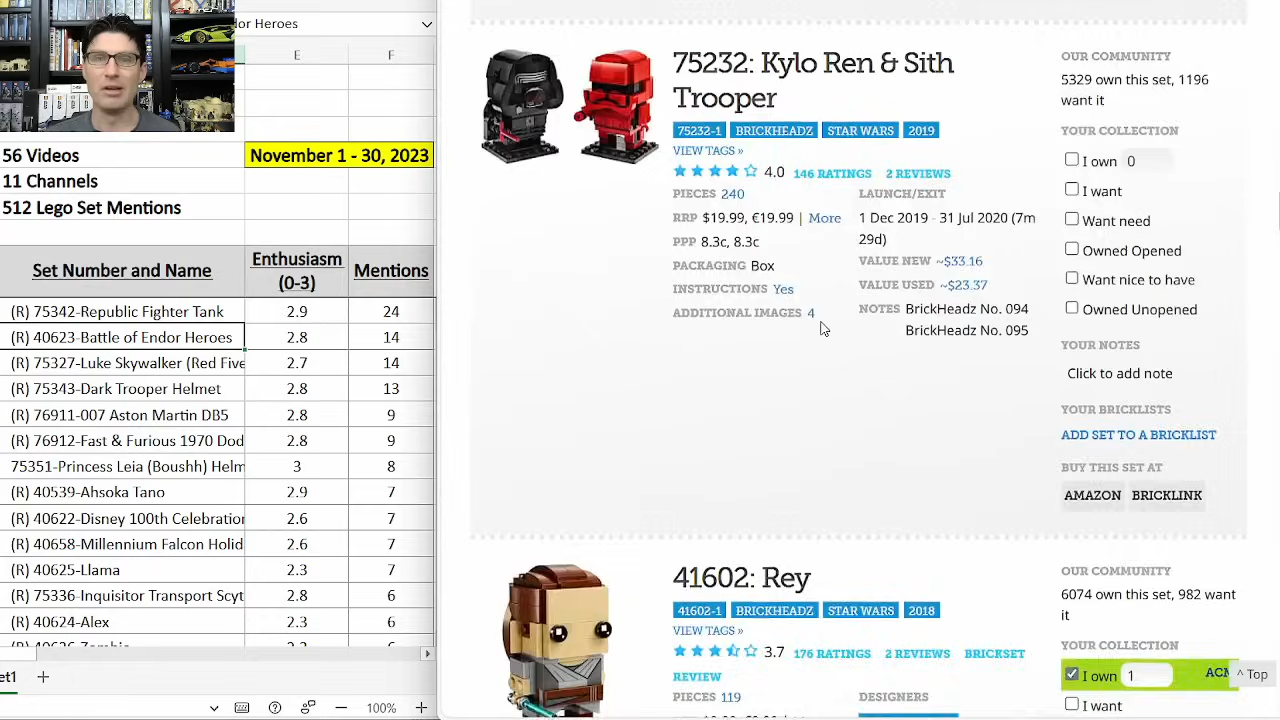 or Heroes
E
F
56 Videos
November 1 - 30, 2023
11 Channels
512 Lego Set Mentions
Set Number and Name
Enthusiasm
(0-3)
Mentions
(R) 75342-Republic Fighter Tank 2.9 24
(R) 40623-Battle of Endor Heroes 2.8 14
(R) 75327-Luke Skywalker (Red Five 2.7 14
(R) 75343-Dark Trooper Helmet 2.8 13
(R) 76911-007 Aston Martin DB5 2.8 9
(R) 76912-Fast & Furious 1970 Dod 2.8 9
75351-Princess Leia (Boushh) Helm 3 8
(R) 40539-Ahsoka Tano 2.9 7
(R) 40622-Disney 100th Celebration 2.6 7
(R) 40658-Millennium Falcon Holid 2.6 7
(R) 40625-Llama 2.3 7
(R) 75336-Inquisitor Transport Scyt 2.8 6
(R) 40624-Alex 2.3 6
et1 +
100%
75232: Kylo Ren & Sith
Trooper
75232-1 BRICKHEADZ STAR WARS 2019
VIEW TAGS »
4.0 146 RATINGS 2 REVIEWS
PIECES 240
RRP $19.99, €19.99 | More
PPP 8.3c, 8.3c
PACKAGING Box
INSTRUCTIONS Yes
ADDITIONAL IMAGES 4
LAUNCH/EXIT
1 Dec 2019 - 31 Jul 2020 (7m
29d)
VALUE NEW ~$33.16
VALUE USED ~$23.37
NOTES BrickHeadz No. 094
BrickHeadz No. 095
OUR COMMUNITY
5329 own this set, 1196
want it
YOUR COLLECTION
I own 0
I want
Want need
Owned Opened
Want nice to have
Owned Unopened
YOUR NOTES
Click to add note
YOUR BRICKLISTS
ADD SET TO A BRICKLIST
BUY THIS SET AT
AMAZON BRICKLINK
41602: Rey
41602-1 BRICKHEADZ STAR WARS 2018
VIEW TAGS »
3.7 176 RATINGS 2 REVIEWS BRICKSET
REVIEW
PIECES 119
DESIGNERS
OUR COMMUNITY
6074 own this set, 982 want
it
YOUR COLLECTION
I own 1
^ Top
I want